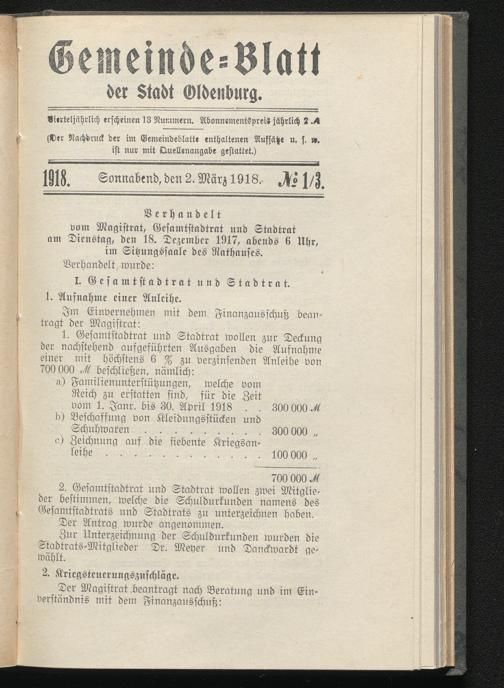 Gemeinde=Blatt
der Stadt Oldenburg.
Vierteljährlich erscheinen 13 Nummern. Abonnementspreis jährlich 2 ℳ
(Der Nachdruck der im Gemeindeblatte enthaltenen Aufsätze u. s. w.
ist nur mit Quellenangabe gestattet.)
1918. Sonnabend, den 2. März 1918. № 1/3.
Verhandelt
vom Magistrat, Gesamtstadtrat und Stadtrat
am Dienstag, den 18. Dezember 1917, abends 6 Uhr,
im Sitzungssaale des Rathauses.
Verhandelt wurde:
I. Gesamtstadtrat und Stadtrat.
1. Aufnahme einer Anleihe.
Im Einvernehmen mit dem Finanzausschuß bean-
tragt der Magistrat:
1. Gesamtstadtrat und Stadtrat wollen zur Deckung
der nachstehend aufgeführten Ausgaben die Aufnahme
einer mit höchstens 6 % zu verzinsenden Anleihe von
700 000 ℳ beschließen, nämlich:
a) Familienunterstützungen, welche vom
Reich zu erstatten sind, für die Zeit
vom 1. Janr. bis 30. April 1918 . . 300 000 ℳ
b) Beschaffung von Kleidungsstücken und
Schuhwaren . . . . . . . . . . . 300 000 „
c) Zeichnung auf die siebente Kriegsan-
leihe . . . . . . . . . . . . . 100 000 „
700 000 ℳ
2. Gesamtstadtrat und Stadtrat wollen zwei Mitglie-
der bestimmen, welche die Schuldurkunden namens des
Gesamtstadtrats und Stadtrats zu unterzeichnen haben.
Der Antrag wurde angenommen.
Zur Unterzeichnung der Schuldurkunden wurden die
Stadtrats-Mitglieder Dr. Meyer und Danckwardt ge-
wählt.
2. Kriegsteuerungszuschläge.
Der Magistrat beantragt nach Beratung und im Ein-
verständnis mit dem Finanzausschuß: